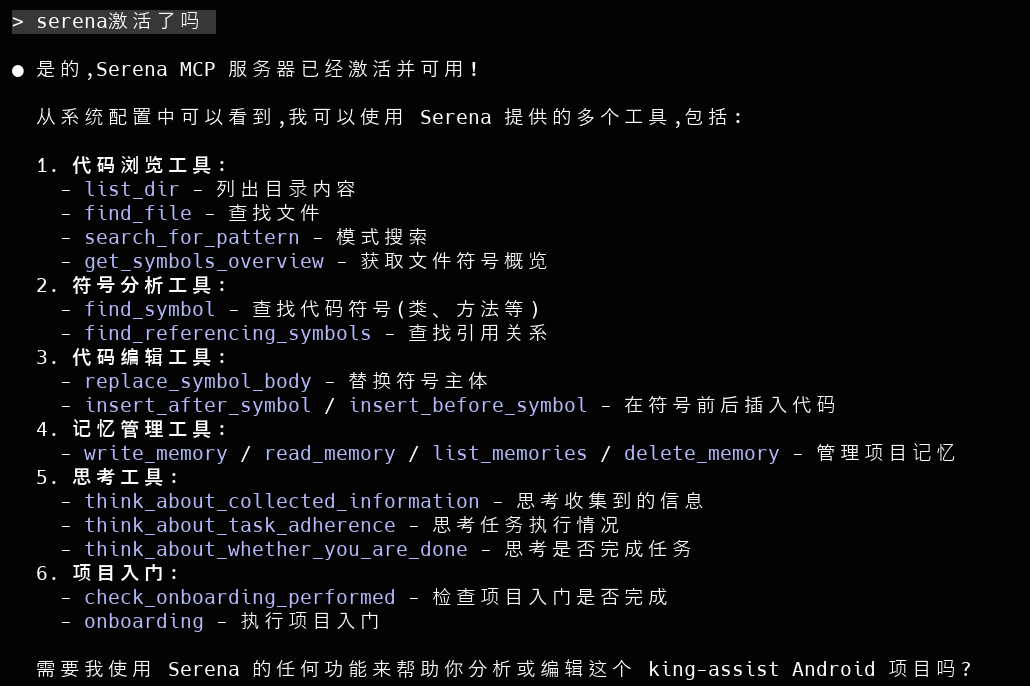 > serena激活了吗
● 是的,Serena MCP 服务器已经激活并可用!
从系统配置中可以看到,我可以使用 Serena 提供的多个工具,包括:
1. 代码浏览工具:
- list_dir - 列出目录内容
- find_file - 查找文件
- search_for_pattern - 模式搜索
- get_symbols_overview - 获取文件符号概览
2. 符号分析工具:
- find_symbol - 查找代码符号(类、方法等)
- find_referencing_symbols - 查找引用关系
3. 代码编辑工具:
- replace_symbol_body - 替换符号主体
- insert_after_symbol / insert_before_symbol - 在符号前后插入代码
4. 记忆管理工具:
- write_memory / read_memory / list_memories / delete_memory - 管理项目记忆
5. 思考工具:
- think_about_collected_information - 思考收集到的信息
- think_about_task_adherence - 思考任务执行情况
- think_about_whether_you_are_done - 思考是否完成任务
6. 项目入门:
- check_onboarding_performed - 检查项目入门是否完成
- onboarding - 执行项目入门
需要我使用 Serena 的任何功能来帮助你分析或编辑这个 king-assist Android 项目吗?